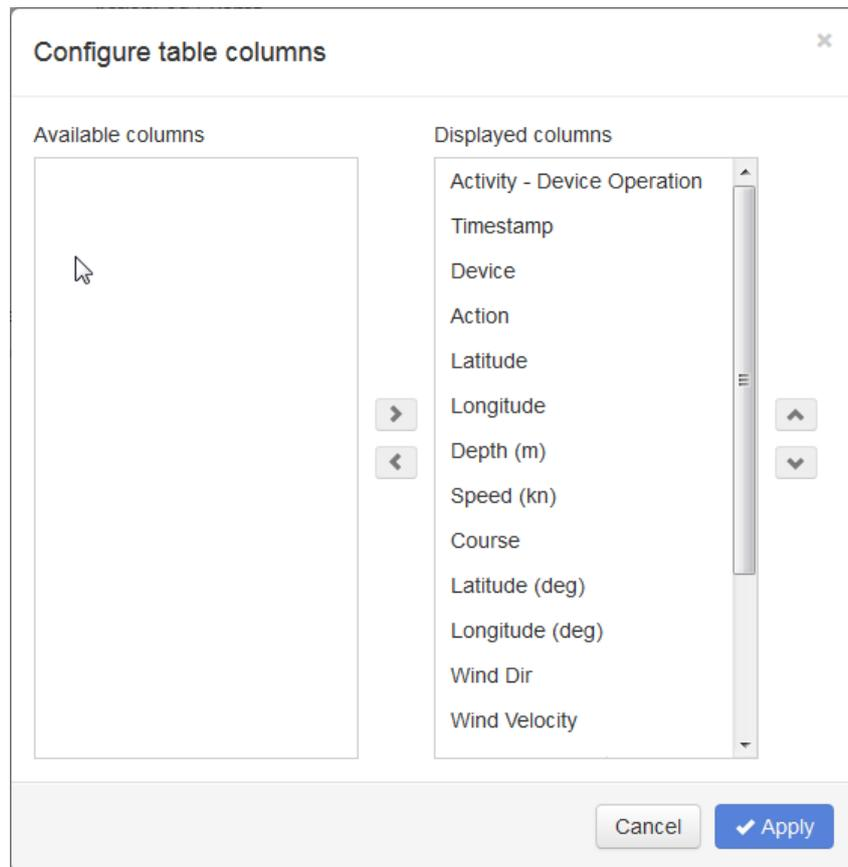 Configure table columns
Available columns
Displayed columns
Activity - Device Operation
Timestamp
Device
Action
Latitude
Longitude
Depth (m)
Speed (kn)
Course
Latitude (deg)
Longitude (deg)
Wind Dir
Wind Velocity
Cancel
Apply